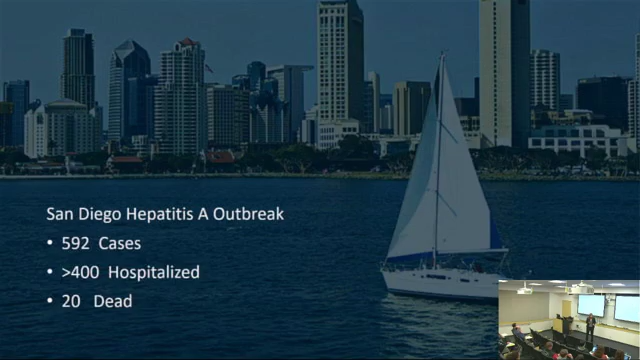 San Diego Hepatitis A Outbreak
• 592 Cases
• >400 Hospitalized
• 20 Dead